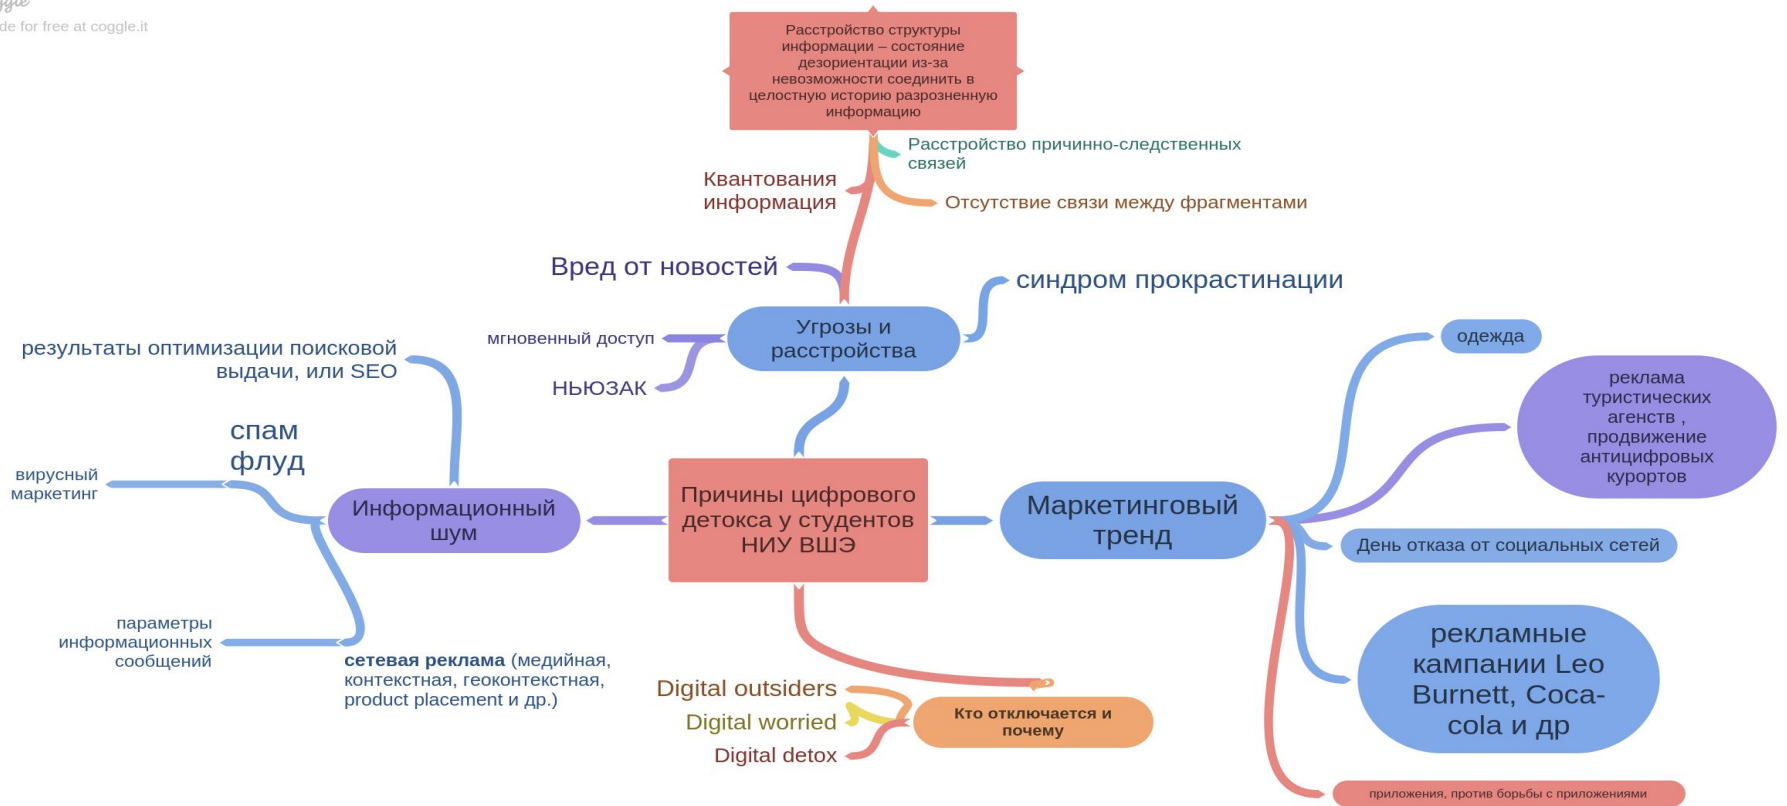 de for free at coggle.it
Расстройство структуры
информации – состояние
дезориентации из-за
невозможности соединить в
целостную историю разрозненную
информацию
Расстройство причинно-следственных
связей
Квантования
информация
Отсутствие связи между фрагментами
Вред от новостей
синдром прокрастинации
Угрозы и
расстройства
мгновенный доступ
НЬЮЗАК
результаты оптимизации поисковой
выдачи, или SEO
спам
флуд
вирусный
маркетинг
Информационный
шум
параметры
информационных
сообщений
сетевая реклама (медийная,
контекстная, геоконтекстная,
product placement и др.)
Причины цифрового
детокса у студентов
НИУ ВШЭ
Маркетинговый
тренд
одежда
реклама
туристических
агенств ,
продвижение
антицифровых
курортов
День отказа от социальных сетей
рекламные
кампании Leo
Burnett, Coca-
cola и др
приложения, против борьбы с приложениями
Digital outsiders
Digital worried
Digital detox
Кто отключается и
почему